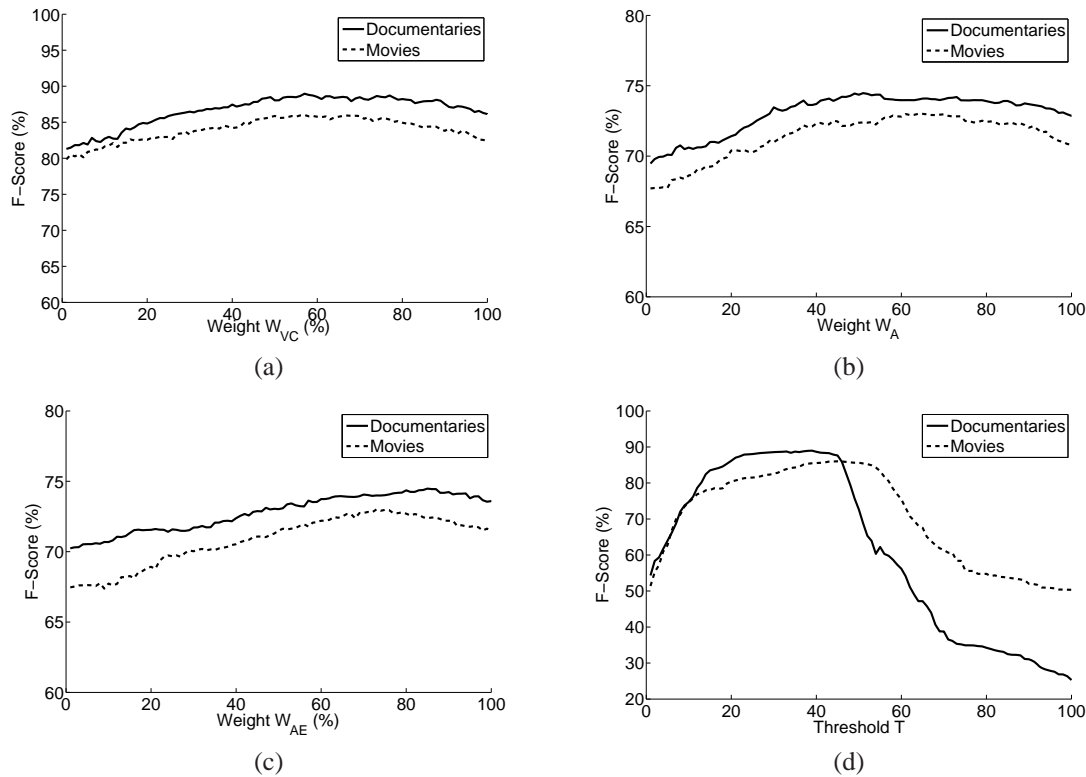 100
95
90
85
80
75
70
65
60
0 20 40 60 80 100
F−Score (%)
Weight W_VC (%)
Documentaries
Movies
(a)
80
75
70
65
60
0 20 40 60 80 100
F−Score (%)
Weight W_A
Documentaries
Movies
(b)
80
75
70
65
60
0 20 40 60 80 100
F−Score (%)
Weight W_AE (%)
Documentaries
Movies
(c)
100
90
80
70
60
50
40
30
20
0 20 40 60 80 100
F−Score (%)
Threshold T
Documentaries
Movies
(d)